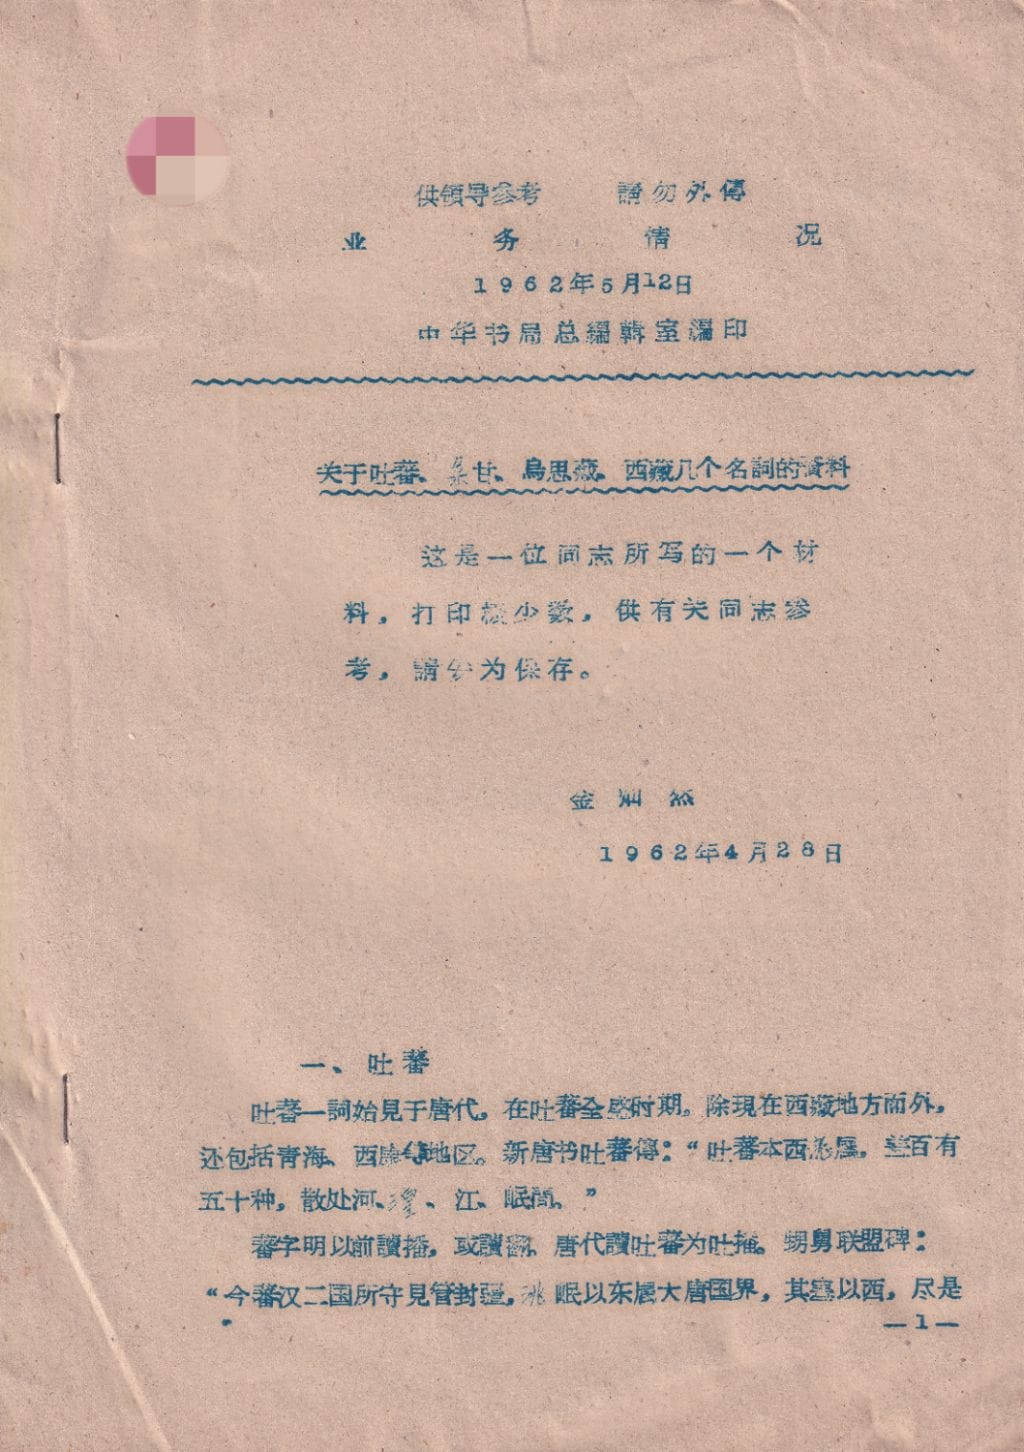 供領导参考 請勿外傳
业务情况
1962年5月12日
中华书局总編輯室編印
关于吐蕃、甘、烏思藏、西藏几个名詞的資料
这是一位同志所写的一个材
料，打印极少数，供有关同志参
考，請为保存。
金灿然
1962年4月28日
一、吐蕃
吐蕃一詞始見于唐代。在吐蕃全盛时期。除現在西藏地方而外，
还包括青海、西康等地区。新唐书吐蕃傳：“吐蕃本西羌属，百有
五十种，散处河、湟、江、岷間。”
蕃字明以前讀播，或讀翻。唐代讀吐蕃为吐播。甥舅联盟碑：
“今蕃汉二国所守見管封疆，洮岷以东属大唐国界，其塞以西，尽是
—1—